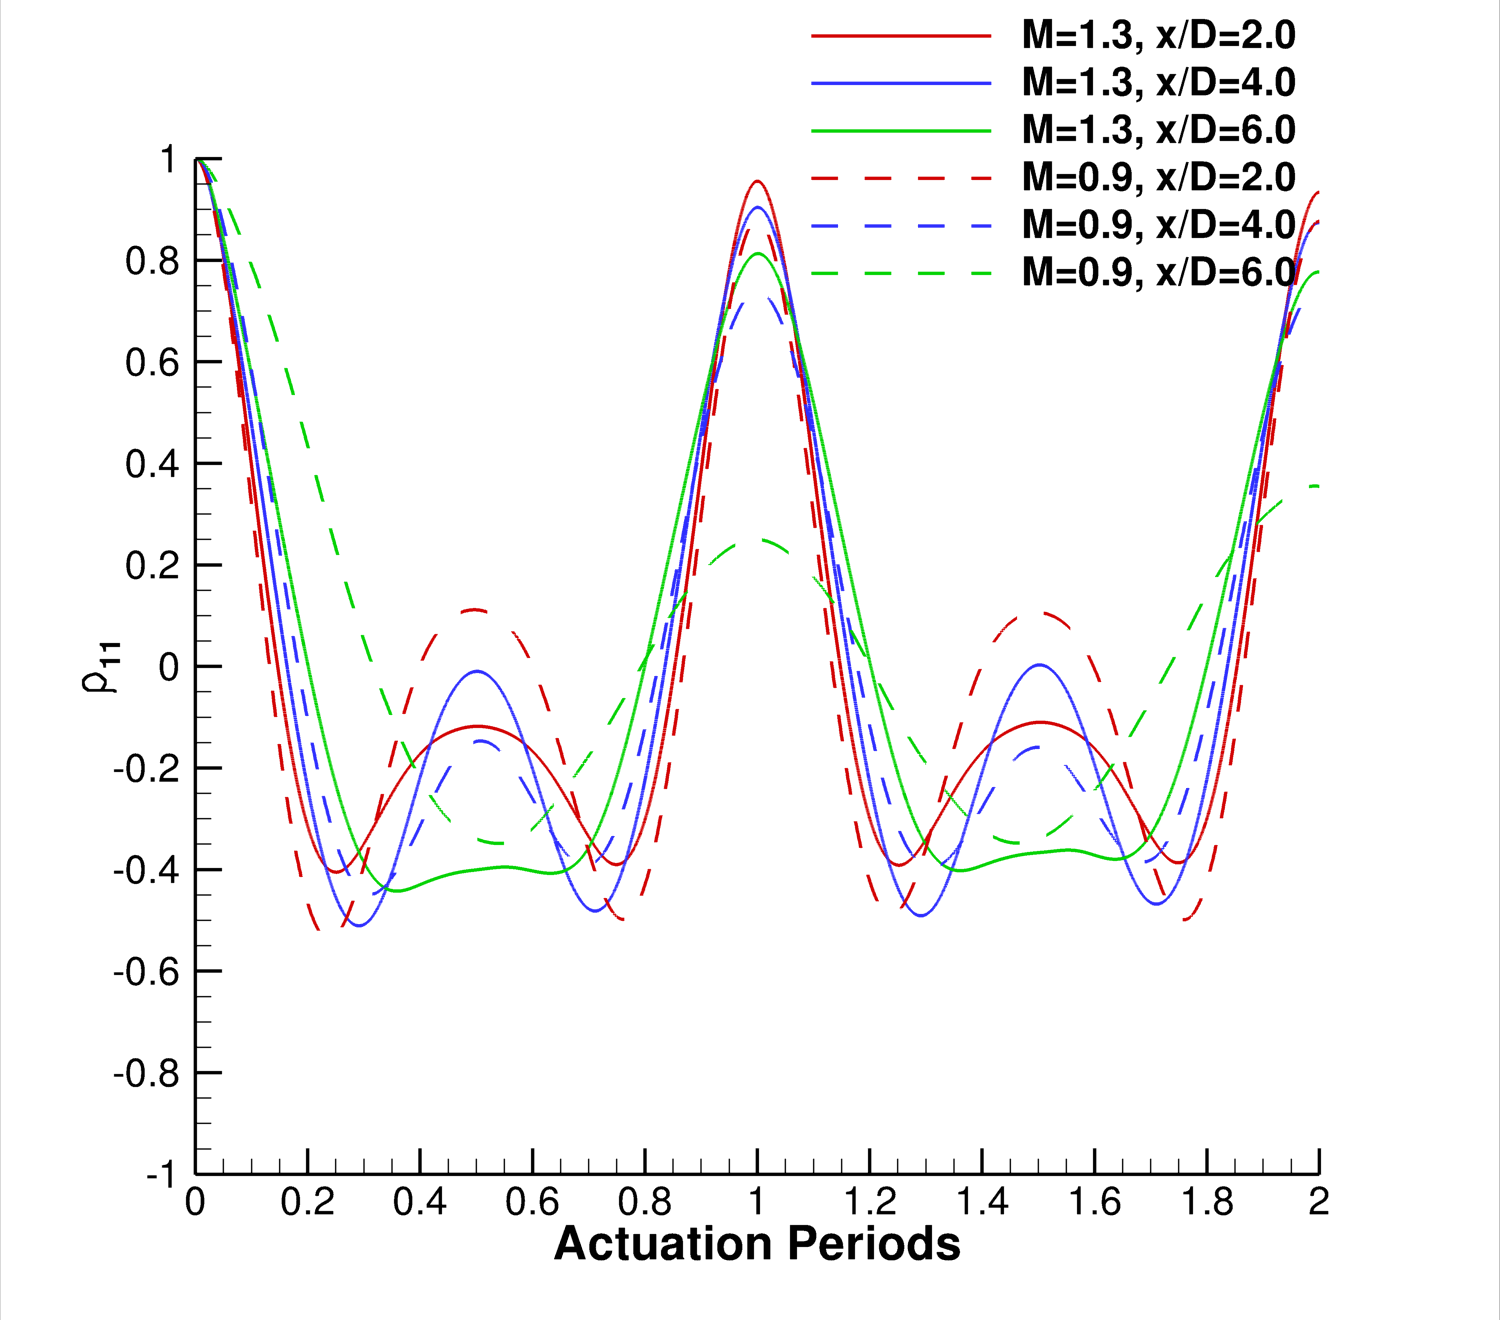 M=1.3, x/D=2.0
M=1.3, x/D=4.0
M=1.3, x/D=6.0
M=0.9, x/D=2.0
M=0.9, x/D=4.0
M=0.9, x/D=6.0
1
0.8
0.6
0.4
0.2
0
-0.2
-0.4
-0.6
-0.8
-1
ρ11
0 0.2 0.4 0.6 0.8 1 1.2 1.4 1.6 1.8 2
Actuation Periods